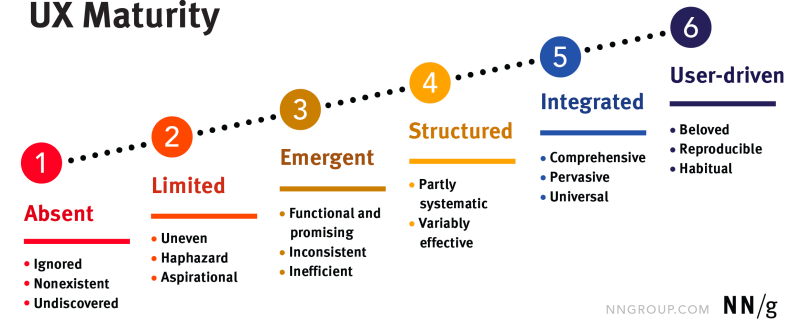 UX Maturity
1
Absent
• Ignored
• Nonexistent
• Undiscovered
2
Limited
• Uneven
• Haphazard
• Aspirational
3
Emergent
• Functional and
promising
• Inconsistent
• Inefficient
4
Structured
• Partly
systematic
• Variably
effective
5
Integrated
• Comprehensive
• Pervasive
• Universal
6
User-driven
• Beloved
• Reproducible
• Habitual
NNGROUP.COM NN/g